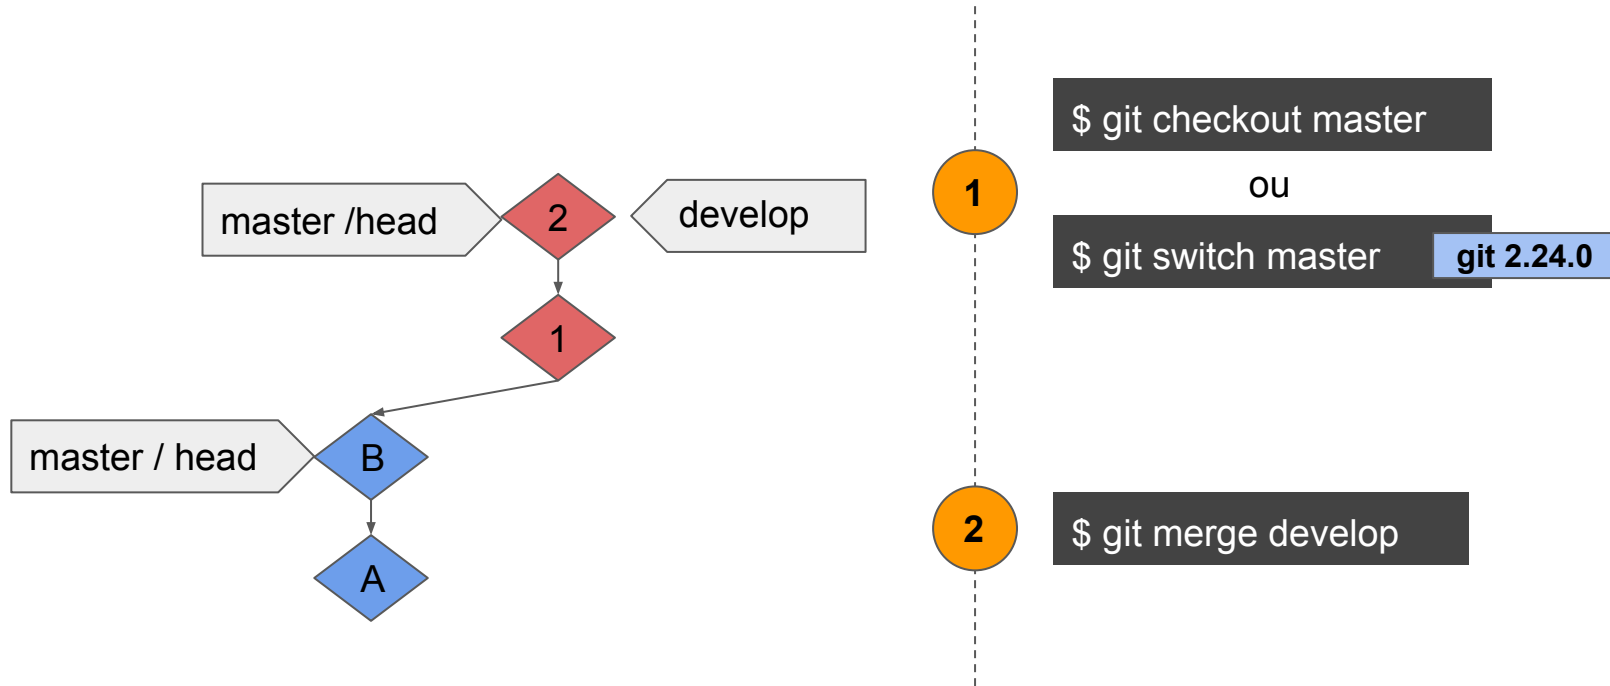 master /head
2
develop
1
master / head
B
A
1
$ git checkout master
ou
$ git switch master
git 2.24.0
2
$ git merge develop